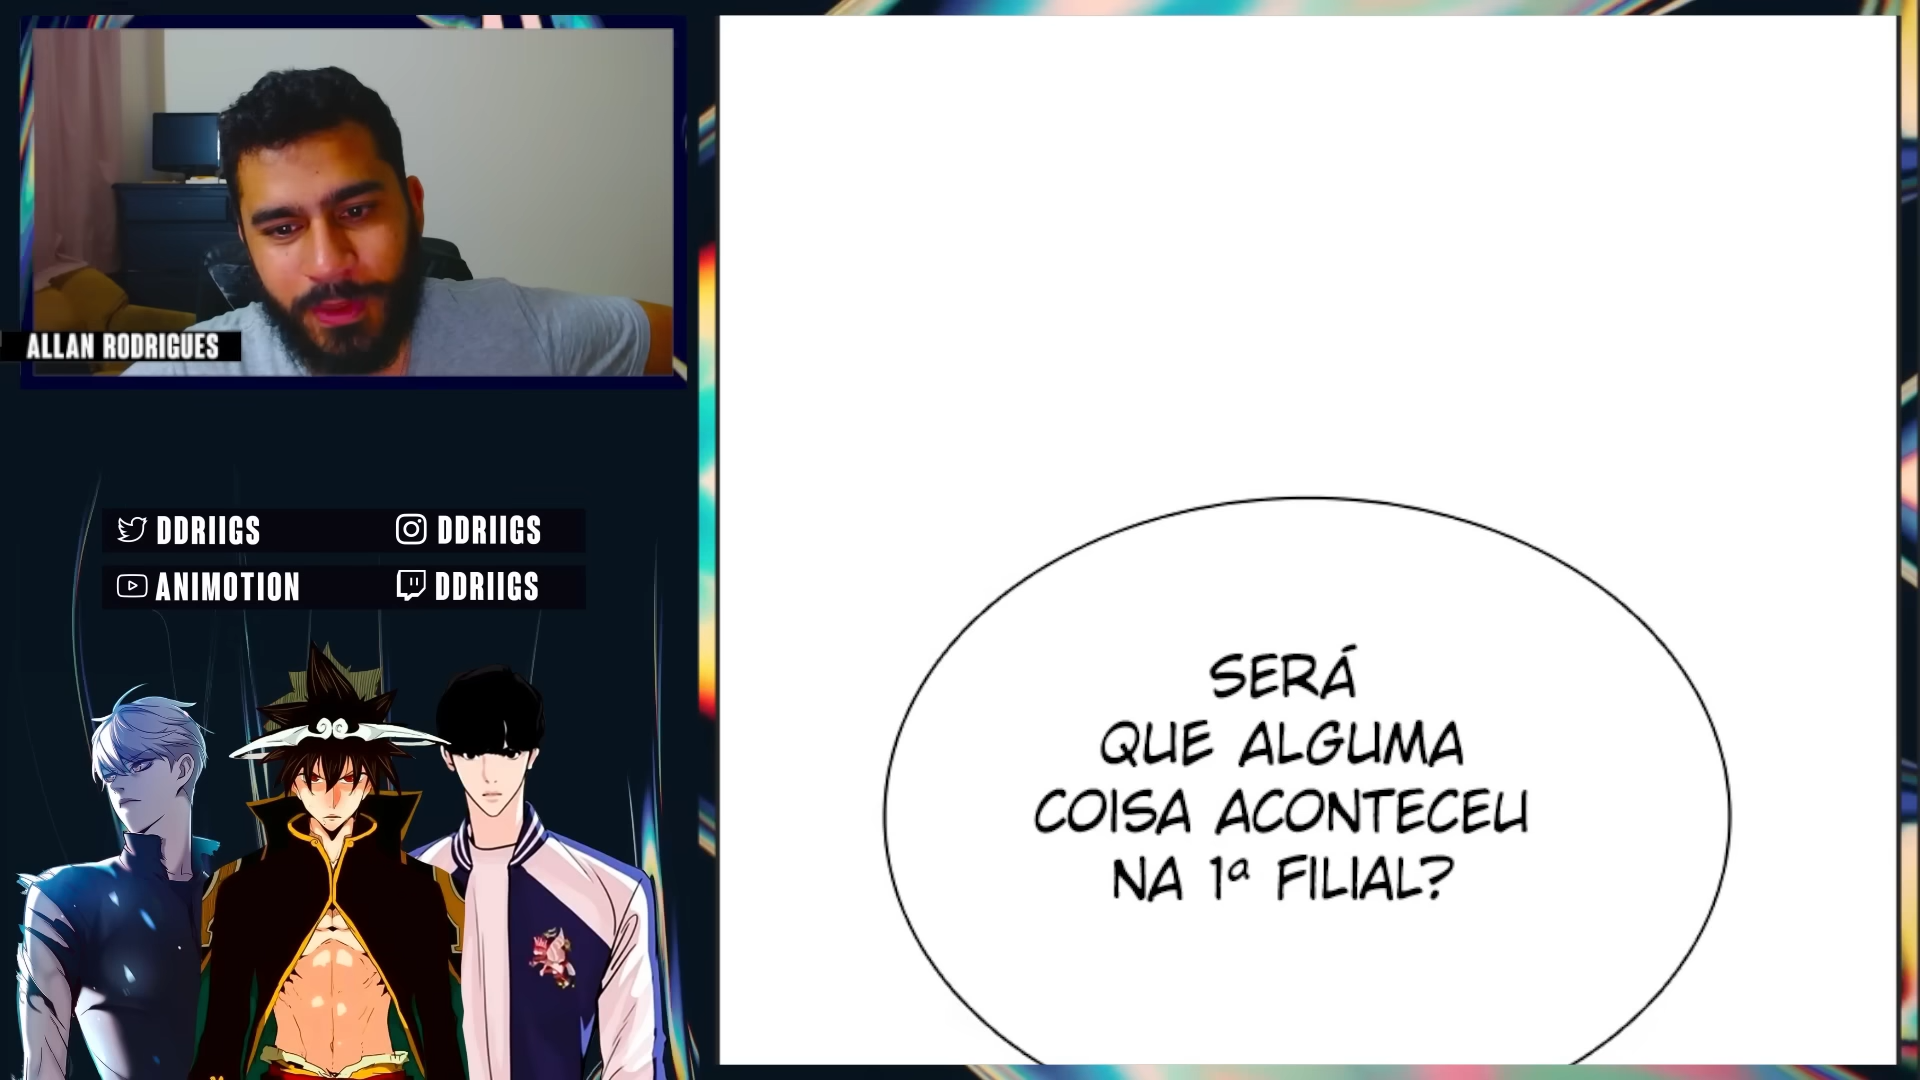 ALLAN RODRIGUES
DDRIIGS
DDRIIGS
ANIMOTION
DDRIIGS
SERÁ
QUE ALGUMA
COISA ACONTECEU
NA 1ª FILIAL?